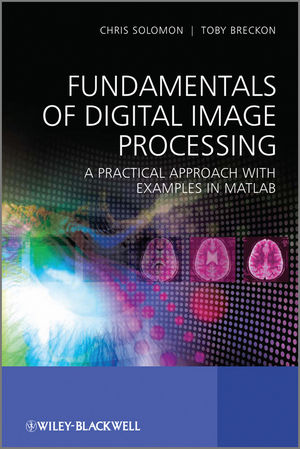 CHRIS SOLOMON | TOBY BRECKON
FUNDAMENTALS
OF DIGITAL IMAGE
PROCESSING
A PRACTICAL APPROACH WITH
EXAMPLES IN MATLAB
WILEY-BLACKWELL